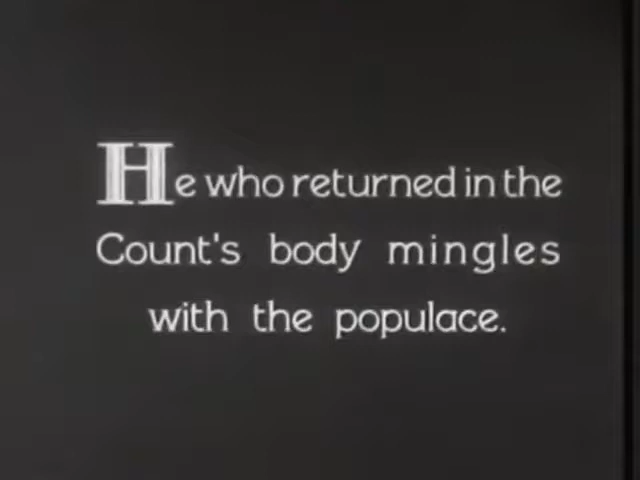 He who returned in the
Count's body mingles
with the populace.